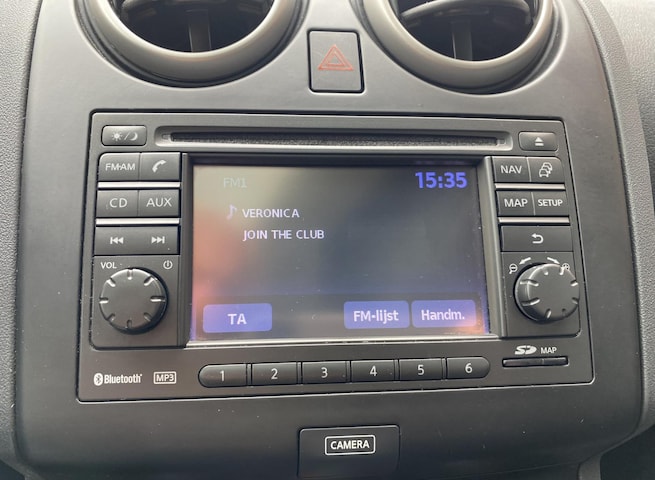 FM-AM
CD AUX
VOL
FM1 15:35
VERONICA
JOIN THE CLUB
TA FM-lijst Handm.
NAV
MAP SETUP
SD MAP
Bluetooth® MP3
1 2 3 4 5 6
CAMERA